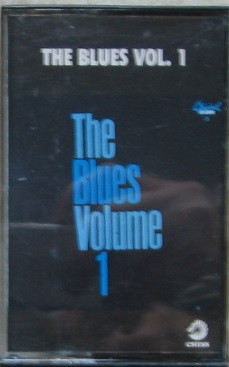 THE BLUES VOL. 1
The
Blues
Volume
1
CHESS